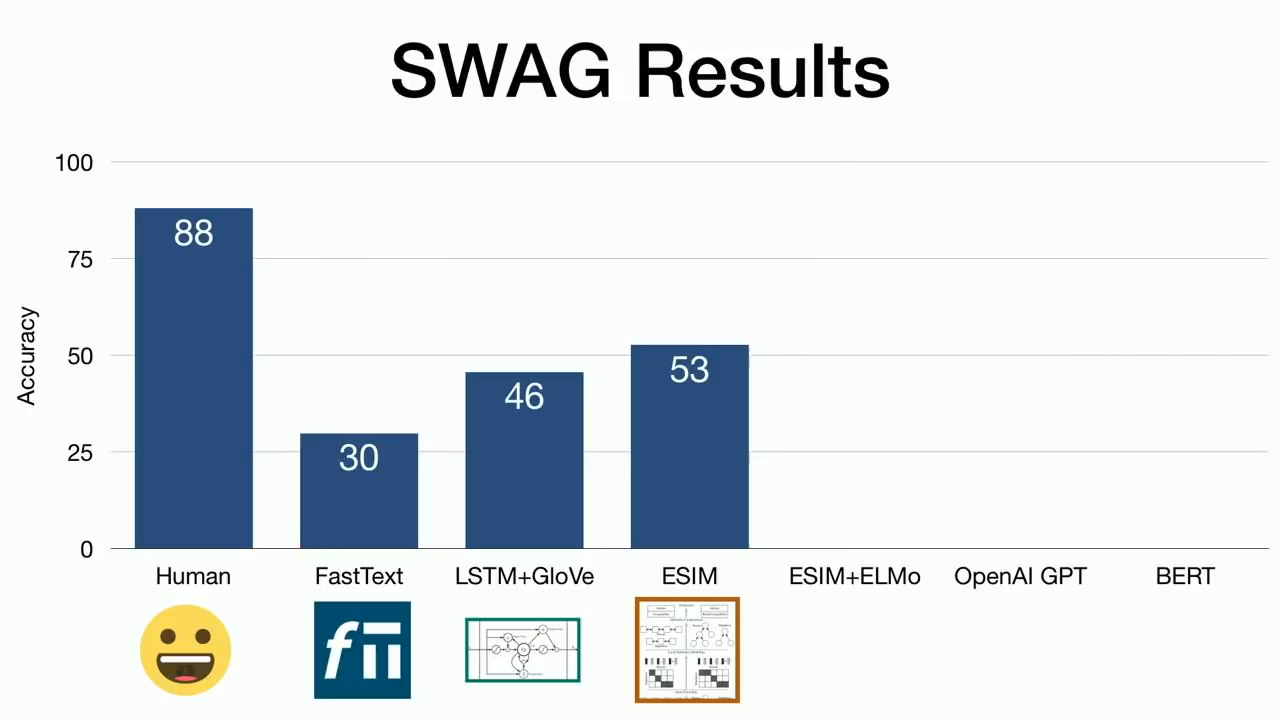 SWAG Results
100
75
50
25
0
Accuracy
88
30
46
53
Human
FastText
LSTM+GloVe
ESIM
ESIM+ELMo
OpenAI GPT
BERT